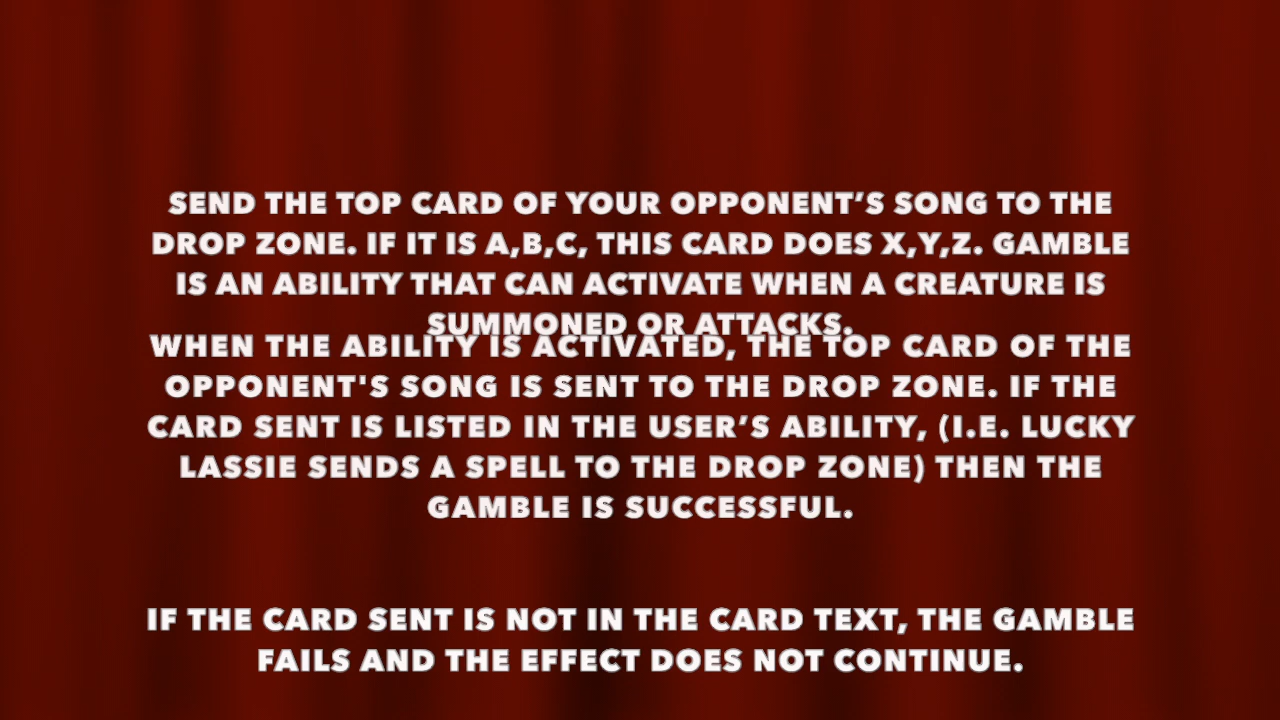 SEND THE TOP CARD OF YOUR OPPONENT’S SONG TO THE
DROP ZONE. IF IT IS A,B,C, THIS CARD DOES X,Y,Z. GAMBLE
IS AN ABILITY THAT CAN ACTIVATE WHEN A CREATURE IS
SUMMONED OR ATTACKS.
WHEN THE ABILITY IS ACTIVATED, THE TOP CARD OF THE
OPPONENT'S SONG IS SENT TO THE DROP ZONE. IF THE
CARD SENT IS LISTED IN THE USER’S ABILITY, (I.E. LUCKY
LASSIE SENDS A SPELL TO THE DROP ZONE) THEN THE
GAMBLE IS SUCCESSFUL.
IF THE CARD SENT IS NOT IN THE CARD TEXT, THE GAMBLE
FAILS AND THE EFFECT DOES NOT CONTINUE.